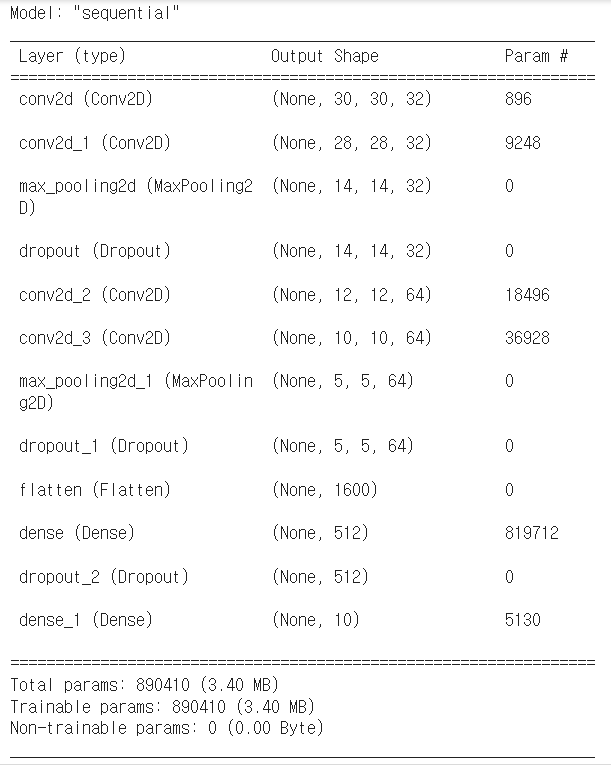 Model: "sequential"
Layer (type) Output Shape Param #
=================================================================
conv2d (Conv2D) (None, 30, 30, 32) 896
conv2d_1 (Conv2D) (None, 28, 28, 32) 9248
max_pooling2d (MaxPooling2 (None, 14, 14, 32) 0
D)
dropout (Dropout) (None, 14, 14, 32) 0
conv2d_2 (Conv2D) (None, 12, 12, 64) 18496
conv2d_3 (Conv2D) (None, 10, 10, 64) 36928
max_pooling2d_1 (MaxPoolin (None, 5, 5, 64) 0
g2D)
dropout_1 (Dropout) (None, 5, 5, 64) 0
flatten (Flatten) (None, 1600) 0
dense (Dense) (None, 512) 819712
dropout_2 (Dropout) (None, 512) 0
dense_1 (Dense) (None, 10) 5130
=================================================================
Total params: 890410 (3.40 MB)
Trainable params: 890410 (3.40 MB)
Non-trainable params: 0 (0.00 Byte)